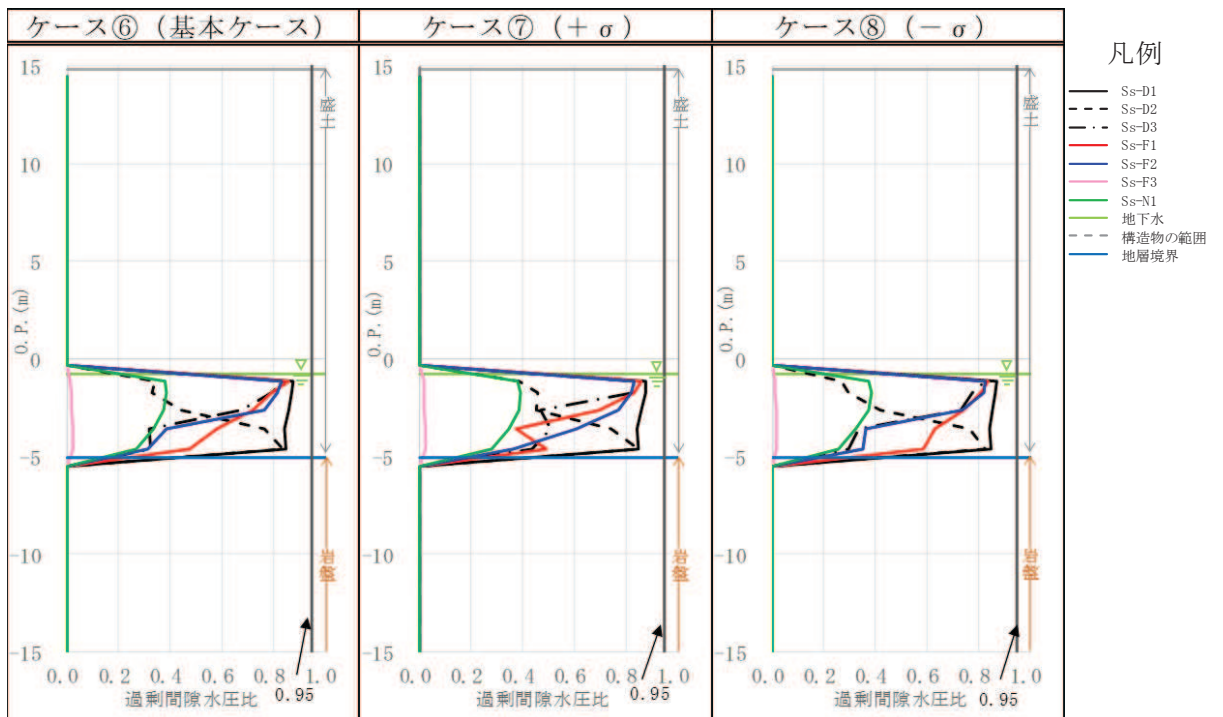 ケース⑥ (基本ケース)
ケース⑦ (+σ)
ケース⑧ (-σ)
15
10
5
0
-5
-10
-15
O.P.(m)
盛土
岩盤
0.0 0.2 0.4 0.6 0.8 1.0
過剰間隙水圧比
0.95
15
10
5
0
-5
-10
-15
盛土
岩盤
0.0 0.2 0.4 0.6 0.8 1.0
過剰間隙水圧比
0.95
15
10
5
0
-5
-10
-15
盛土
岩盤
0.0 0.2 0.4 0.6 0.8 1.0
過剰間隙水圧比
0.95
凡例
Ss-D1
Ss-D2
Ss-D3
Ss-F1
Ss-F2
Ss-F3
Ss-N1
地下水
構造物の範囲
地層境界